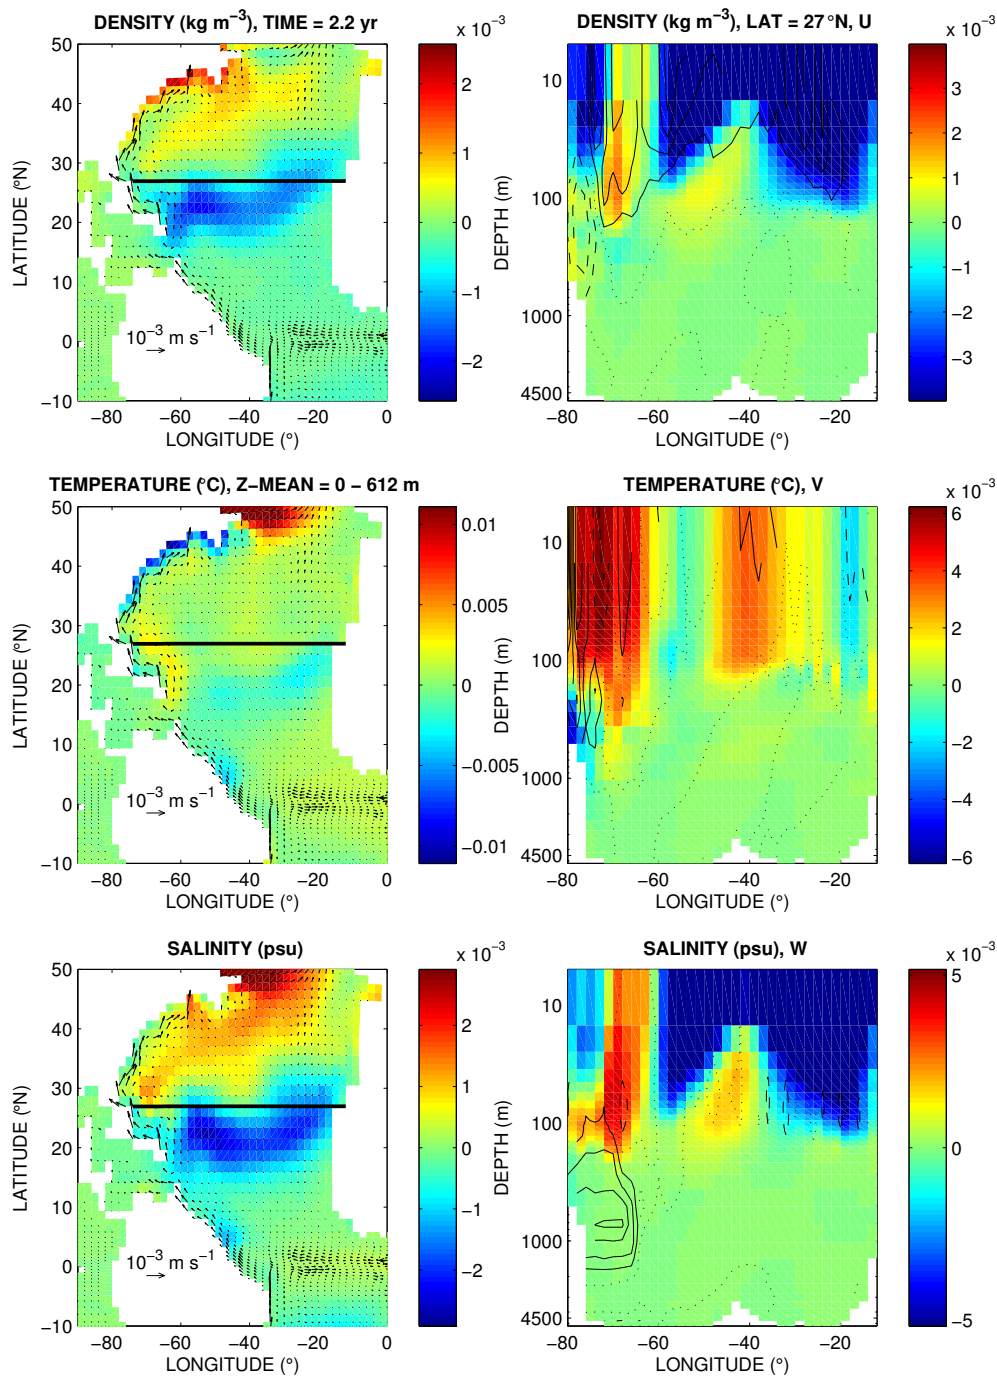 DENSITY (kg m−3), TIME = 2.2 yr
x 10−3
50
40
30
20
10
0
−10
LATITUDE (ºN)
10−3 m s−1
−80 −60 −40 −20 0
LONGITUDE (°)
2
1
0
−1
−2
DENSITY (kg m−3), LAT = 27°N, U
x 10−3
10
100
1000
4500
DEPTH (m)
−80 −60 −40 −20
LONGITUDE (°)
3
2
1
0
−1
−2
−3
TEMPERATURE (°C), Z−MEAN = 0 − 612 m
50
40
30
20
10
0
−10
LATITUDE (ºN)
10−3 m s−1
−80 −60 −40 −20 0
LONGITUDE (°)
0.01
0.005
0
−0.005
−0.01
TEMPERATURE (°C), V
x 10−3
10
100
1000
4500
DEPTH (m)
−80 −60 −40 −20
LONGITUDE (°)
6
4
2
0
−2
−4
−6
SALINITY (psu)
x 10−3
50
40
30
20
10
0
−10
LATITUDE (ºN)
10−3 m s−1
−80 −60 −40 −20 0
LONGITUDE (°)
2
1
0
−1
−2
SALINITY (psu), W
x 10−3
10
100
1000
4500
DEPTH (m)
−80 −60 −40 −20
LONGITUDE (°)
5
0
−5